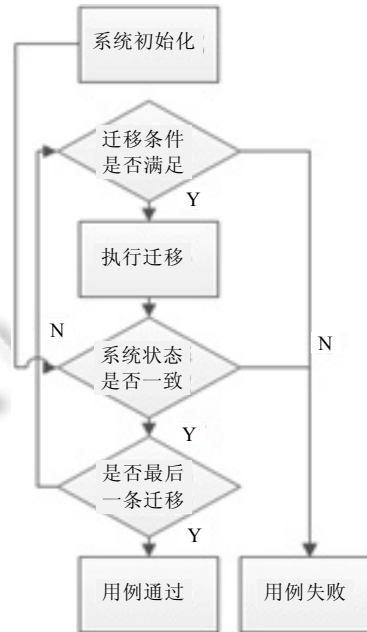 系统初始化
迁移条件
是否满足
Y
执行迁移
N
系统状态
是否一致
N
Y
是否最后
一条迁移
Y
用例通过
用例失败